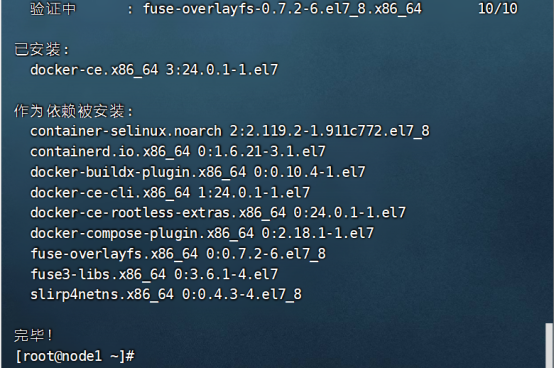 验证中      : fuse-overlayfs-0.7.2-6.el7_8.x86_64      10/10
已安装:
docker-ce.x86_64 3:24.0.1-1.el7
作为依赖被安装:
container-selinux.noarch 2:2.119.2-1.911c772.el7_8
containerd.io.x86_64 0:1.6.21-3.1.el7
docker-buildx-plugin.x86_64 0:0.10.4-1.el7
docker-ce-cli.x86_64 1:24.0.1-1.el7
docker-ce-rootless-extras.x86_64 0:24.0.1-1.el7
docker-compose-plugin.x86_64 0:2.18.1-1.el7
fuse-overlayfs.x86_64 0:0.7.2-6.el7_8
fuse3-libs.x86_64 0:3.6.1-4.el7
slirp4netns.x86_64 0:0.4.3-4.el7_8
完毕！
[root@node1 ~]#